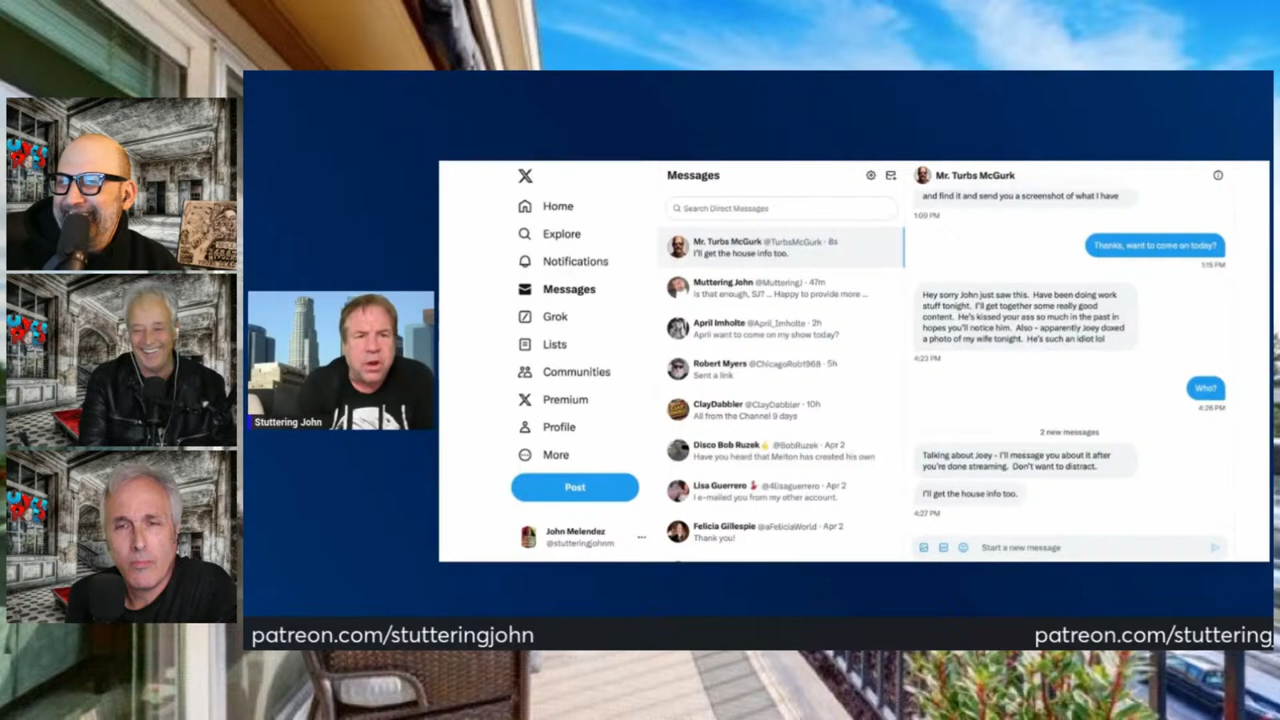 Stuttering John
X
Home
Explore
Notifications
Messages
Grok
Lists
Communities
Premium
Profile
More
Post
John Melendez
@stutteringjohnm
Messages
Search Direct Messages
Mr. Turbs McGurk @TurbsMcGurk · 8s
I'll get the house info too.
Muttering John @MutteringJ · 47m
Is that enough, SJ? ... Happy to provide more ...
April Imholte @April_Imholte · 2h
April want to come on my show today?
Robert Myers @ChicagoRob1968 · 5h
Sent a link
ClayDabbler @ClayDabbler · 10h
All from the Channel 9 days
Disco Bob Ruzek @BobRuzek · Apr 2
Have you heard that Melton has created his own
Lisa Guerrero @4lisaguerrero · Apr 2
I e-mailed you from my other account.
Felicia Gillespie @aFeliciaWorld · Apr 2
Thank you!
Mr. Turbs McGurk
and find it and send you a screenshot of what I have
1:09 PM
Thanks, want to come on today?
1:15 PM
Hey sorry John just saw this. Have been doing work
stuff tonight. I'll get together some really good
content. He's kissed your ass so much in the past in
hopes you'll notice him. Also - apparently Joey doxed
a photo of my wife tonight. He's such an idiot lol
4:23 PM
Who?
4:26 PM
2 new messages
Talking about Joey - I'll message you about it after
you're done streaming. Don't want to distract.
I'll get the house info too.
4:27 PM
Start a new message
patreon.com/stutteringjohn
patreon.com/stuttering